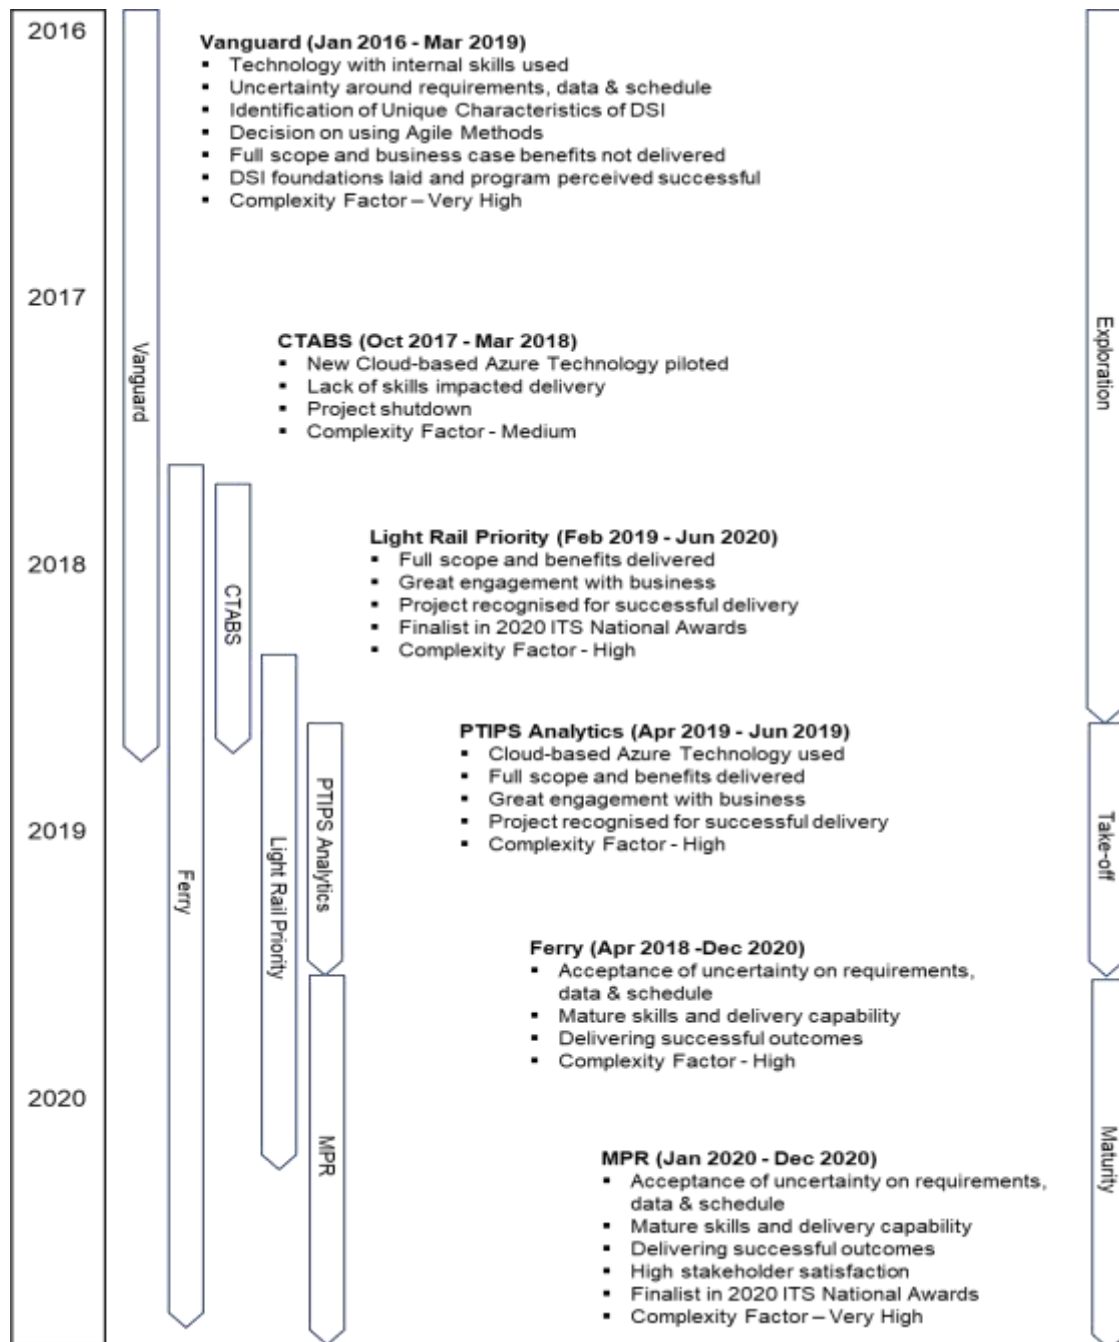 2016
Vanguard (Jan 2016 - Mar 2019)
▪ Technology with internal skills used
▪ Uncertainty around requirements, data & schedule
▪ Identification of Unique Characteristics of DSI
▪ Decision on using Agile Methods
▪ Full scope and business case benefits not delivered
▪ DSI foundations laid and program perceived successful
▪ Complexity Factor – Very High
2017
Vanguard
Exploration
CTABS (Oct 2017 - Mar 2018)
▪ New Cloud-based Azure Technology piloted
▪ Lack of skills impacted delivery
▪ Project shutdown
▪ Complexity Factor - Medium
2018
CTABS
Light Rail Priority (Feb 2019 - Jun 2020)
▪ Full scope and benefits delivered
▪ Great engagement with business
▪ Project recognised for successful delivery
▪ Finalist in 2020 ITS National Awards
▪ Complexity Factor - High
PTIPS Analytics (Apr 2019 - Jun 2019)
▪ Cloud-based Azure Technology used
▪ Full scope and benefits delivered
▪ Great engagement with business
▪ Project recognised for successful delivery
▪ Complexity Factor - High
2019
Ferry
Light Rail Priority
PTIPS Analytics
Take-off
Ferry (Apr 2018 -Dec 2020)
▪ Acceptance of uncertainty on requirements,
data & schedule
▪ Mature skills and delivery capability
▪ Delivering successful outcomes
▪ Complexity Factor - High
2020
MPR
Maturity
MPR (Jan 2020 - Dec 2020)
▪ Acceptance of uncertainty on requirements,
data & schedule
▪ Mature skills and delivery capability
▪ Delivering successful outcomes
▪ High stakeholder satisfaction
▪ Finalist in 2020 ITS National Awards
▪ Complexity Factor – Very High